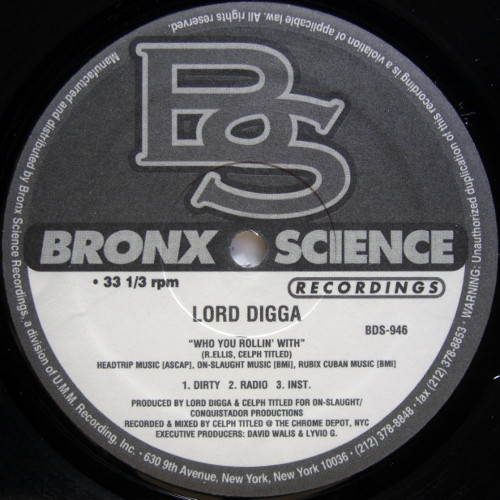 BS
BRONX SCIENCE
RECORDINGS
• 33 1/3 rpm
LORD DIGGA
BDS-946
"WHO YOU ROLLIN' WITH"
(R.ELLIS, CELPH TITLED)
HEADTRIP MUSIC [ASCAP], ON-SLAUGHT MUSIC [BMI], RUBIX CUBAN MUSIC [BMI]
1. DIRTY 2. RADIO 3. INST.
PRODUCED BY LORD DIGGA & CELPH TITLED FOR ON-SLAUGHT/
CONQUISTADOR PRODUCTIONS
RECORDED & MIXED BY CELPH TITLED @ THE CHROME DEPOT, NYC
EXECUTIVE PRODUCERS: DAVID WALIS & LYVIO G.
Manufactured and distributed by Bronx Science Recordings, a division of U.M.M. Recording, Inc. • 630 9th Avenue, New York, New York 10036 • (212) 378-8848 • fax (212) 378-8853 • WARNING: Unauthorized duplication of this recording is a violation of applicable law. All rights reserved.